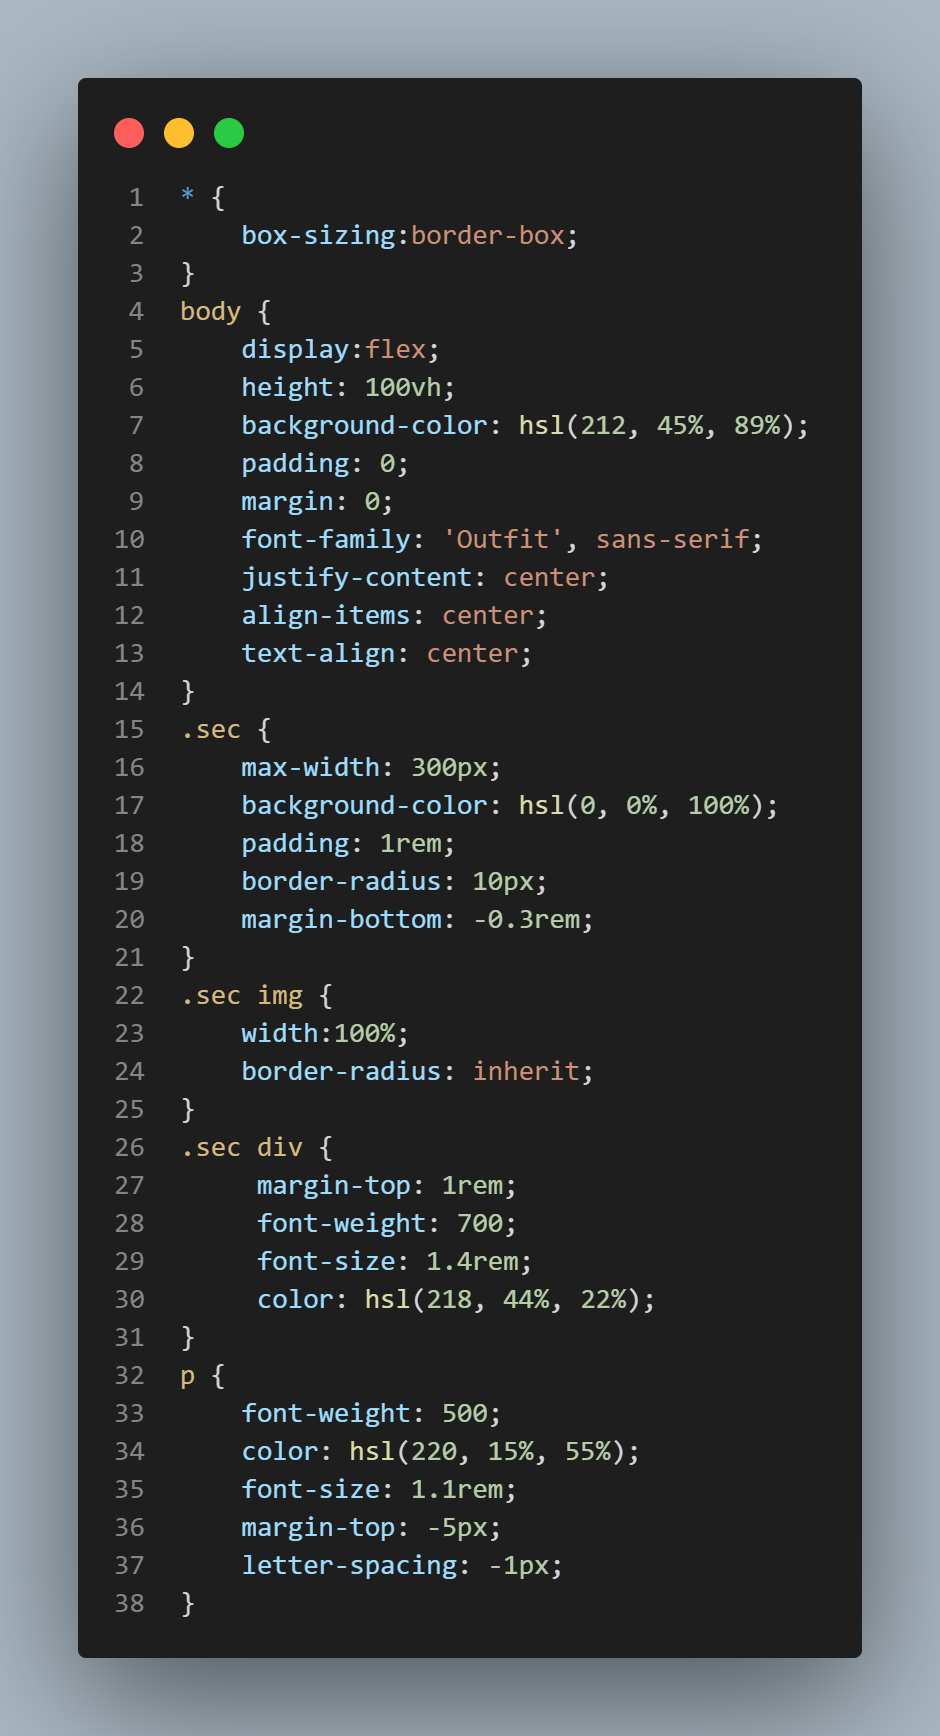 1 * {
2 box-sizing:border-box;
3 }
4 body {
5 display:flex;
6 height: 100vh;
7 background-color: hsl(212, 45%, 89%);
8 padding: 0;
9 margin: 0;
10 font-family: 'Outfit', sans-serif;
11 justify-content: center;
12 align-items: center;
13 text-align: center;
14 }
15 .sec {
16 max-width: 300px;
17 background-color: hsl(0, 0%, 100%);
18 padding: 1rem;
19 border-radius: 10px;
20 margin-bottom: -0.3rem;
21 }
22 .sec img {
23 width:100%;
24 border-radius: inherit;
25 }
26 .sec div {
27 margin-top: 1rem;
28 font-weight: 700;
29 font-size: 1.4rem;
30 color: hsl(218, 44%, 22%);
31 }
32 p {
33 font-weight: 500;
34 color: hsl(220, 15%, 55%);
35 font-size: 1.1rem;
36 margin-top: -5px;
37 letter-spacing: -1px;
38 }